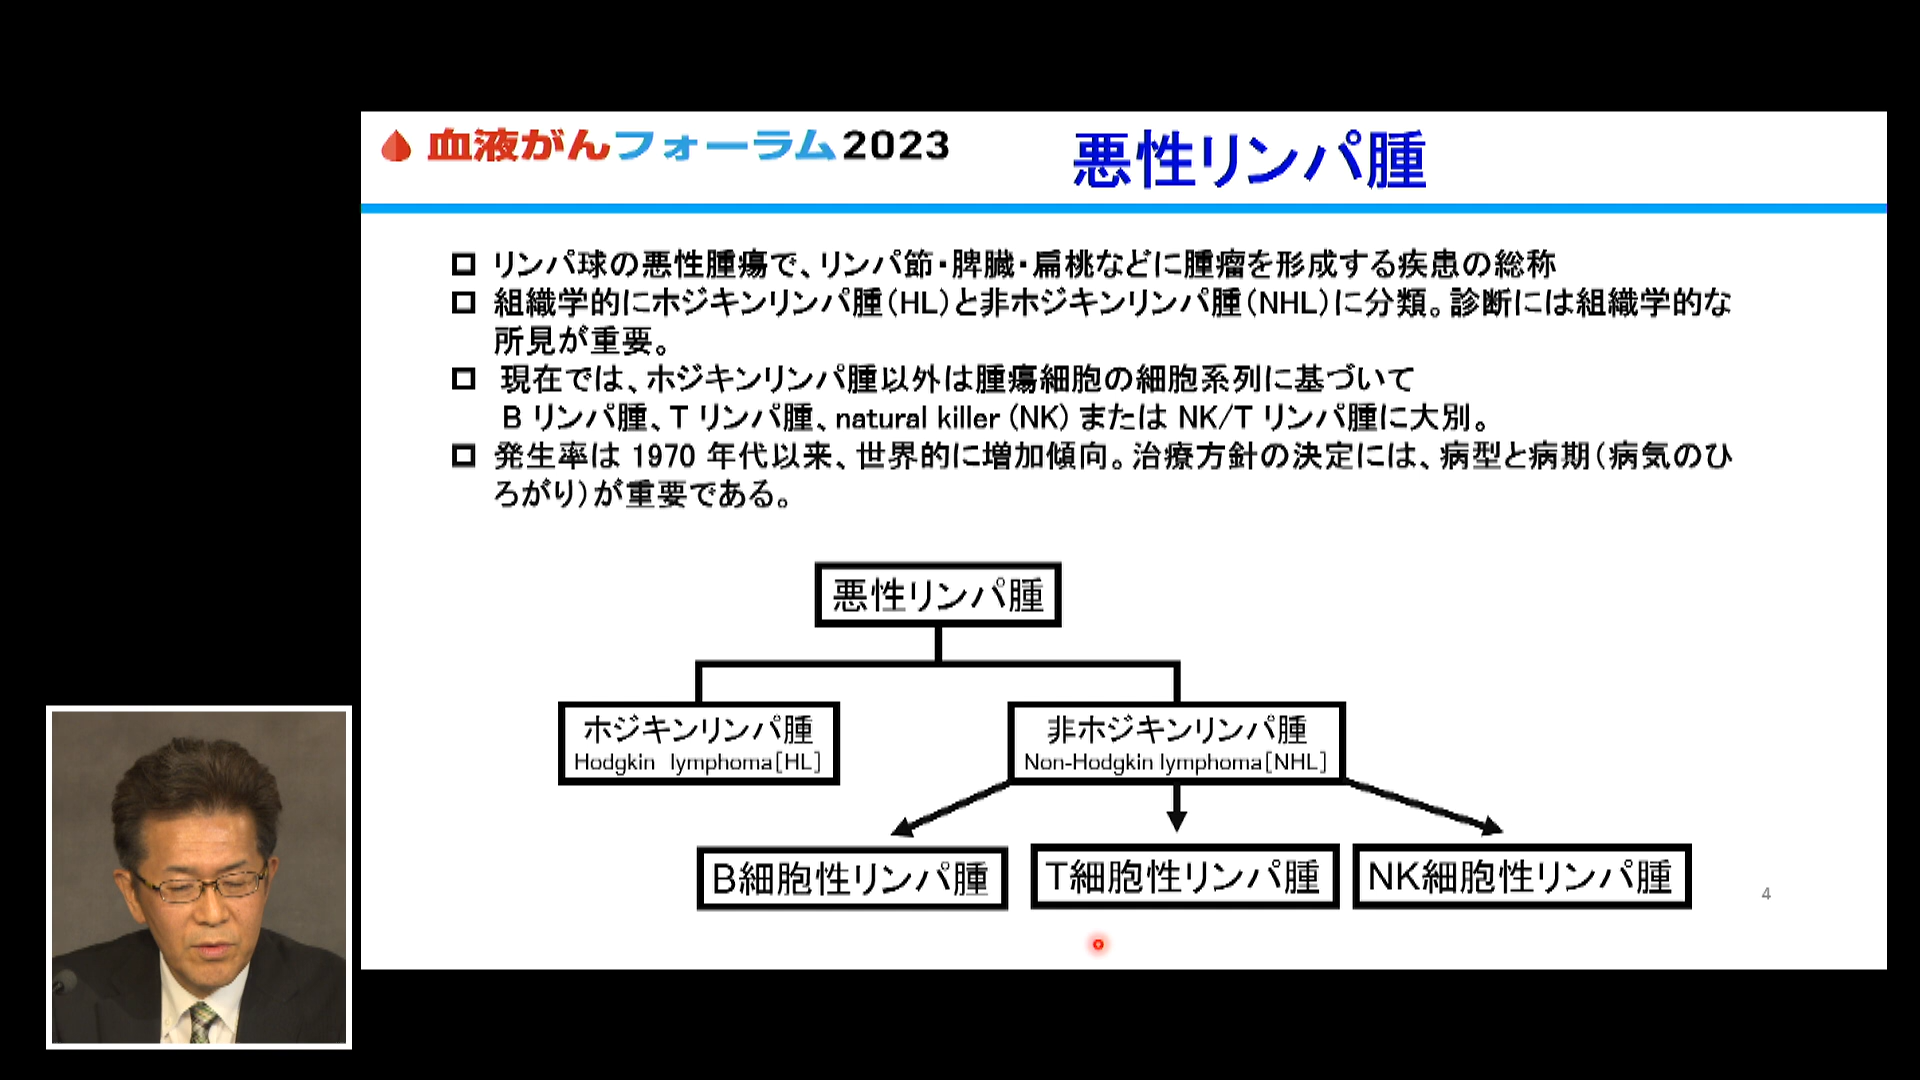 血液がんフォーラム2023
悪性リンパ腫
リンパ球の悪性腫瘍で、リンパ節・脾臓・扁桃などに腫瘤を形成する疾患の総称
組織学的にホジキンリンパ腫（HL）と非ホジキンリンパ腫（NHL）に分類。診断には組織学的な
所見が重要。
現在では、ホジキンリンパ腫以外は腫瘍細胞の細胞系列に基づいて
B リンパ腫、T リンパ腫、natural killer (NK) または NK/T リンパ腫に大別。
発生率は 1970 年代以来、世界的に増加傾向。治療方針の決定には、病型と病期（病気のひ
ろがり）が重要である。
悪性リンパ腫
ホジキンリンパ腫
Hodgkin lymphoma[HL]
非ホジキンリンパ腫
Non-Hodgkin lymphoma[NHL]
B細胞性リンパ腫
T細胞性リンパ腫
NK細胞性リンパ腫
4